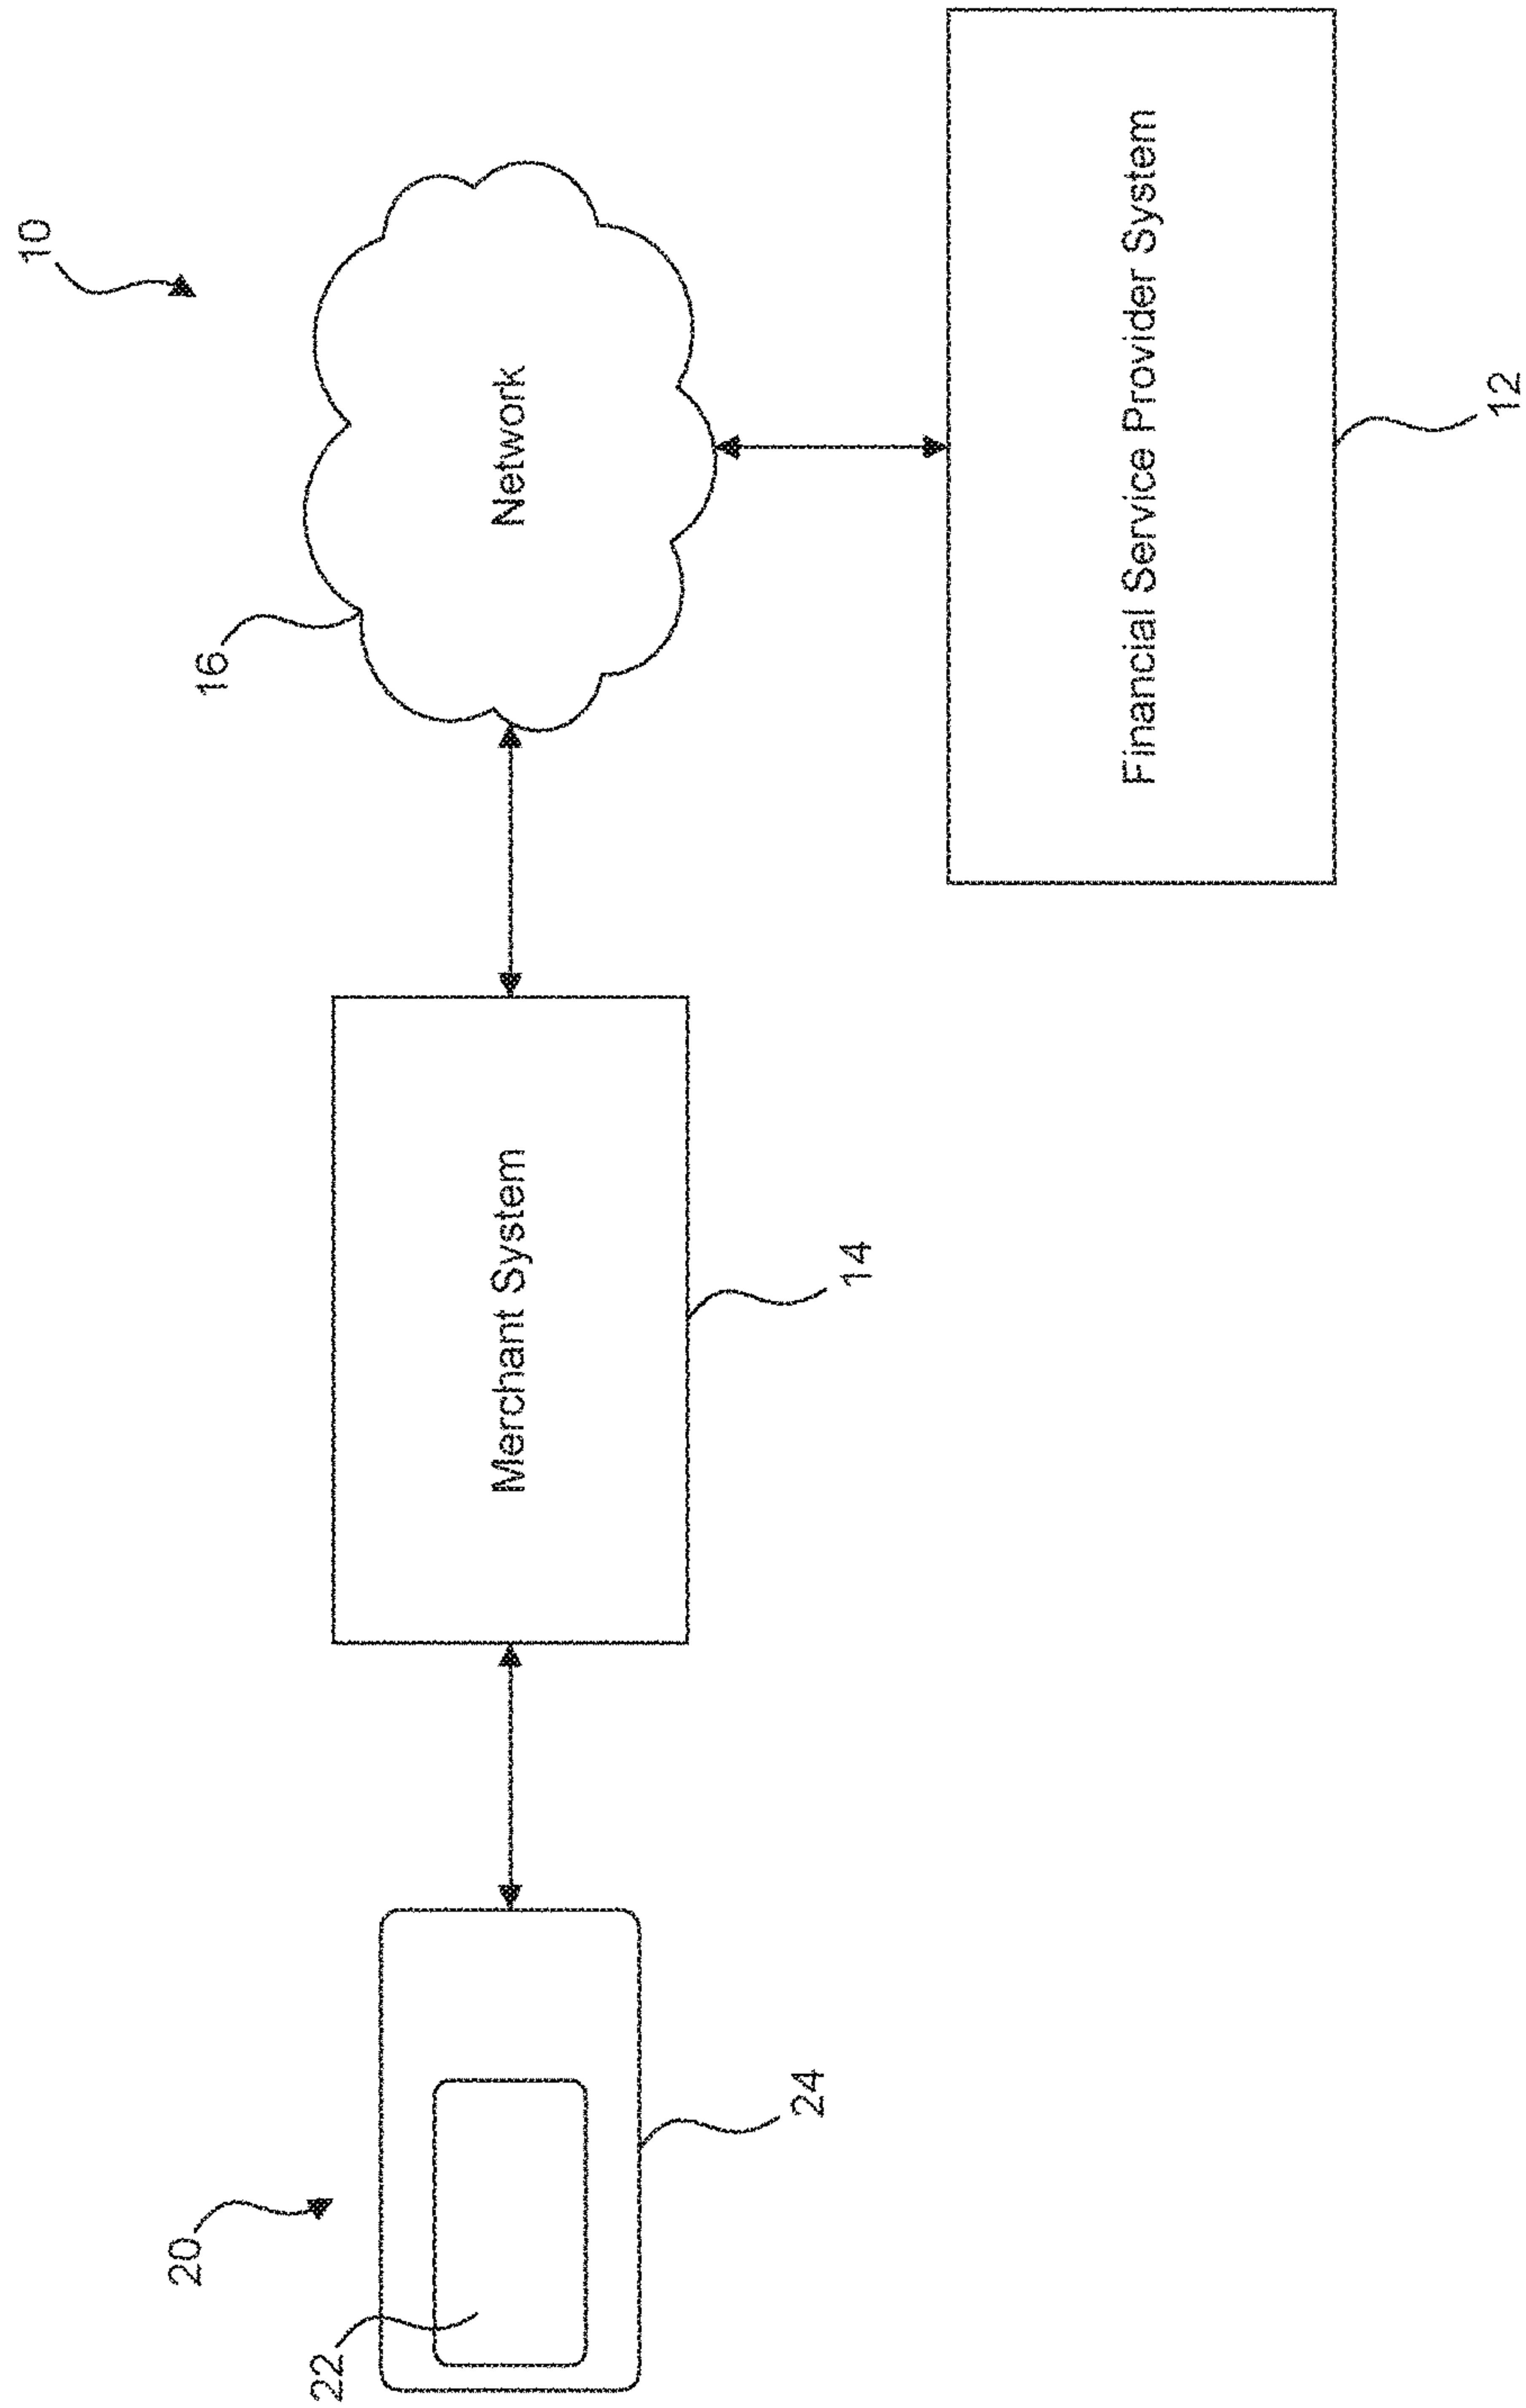 10
16
Network
20
22
Merchant System
24
14
Financial Service Provider System
12